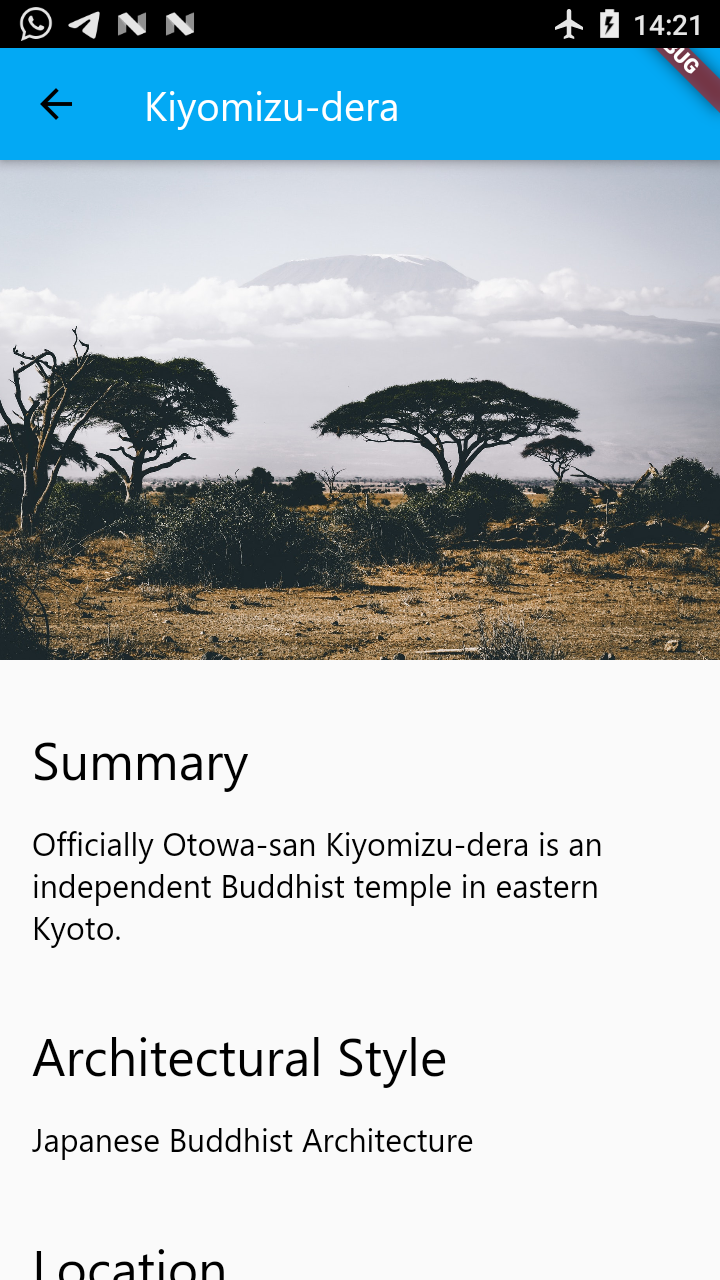 14:21
Kiyomizu-dera
Summary
Officially Otowa-san Kiyomizu-dera is an
independent Buddhist temple in eastern
Kyoto.
Architectural Style
Japanese Buddhist Architecture
Location